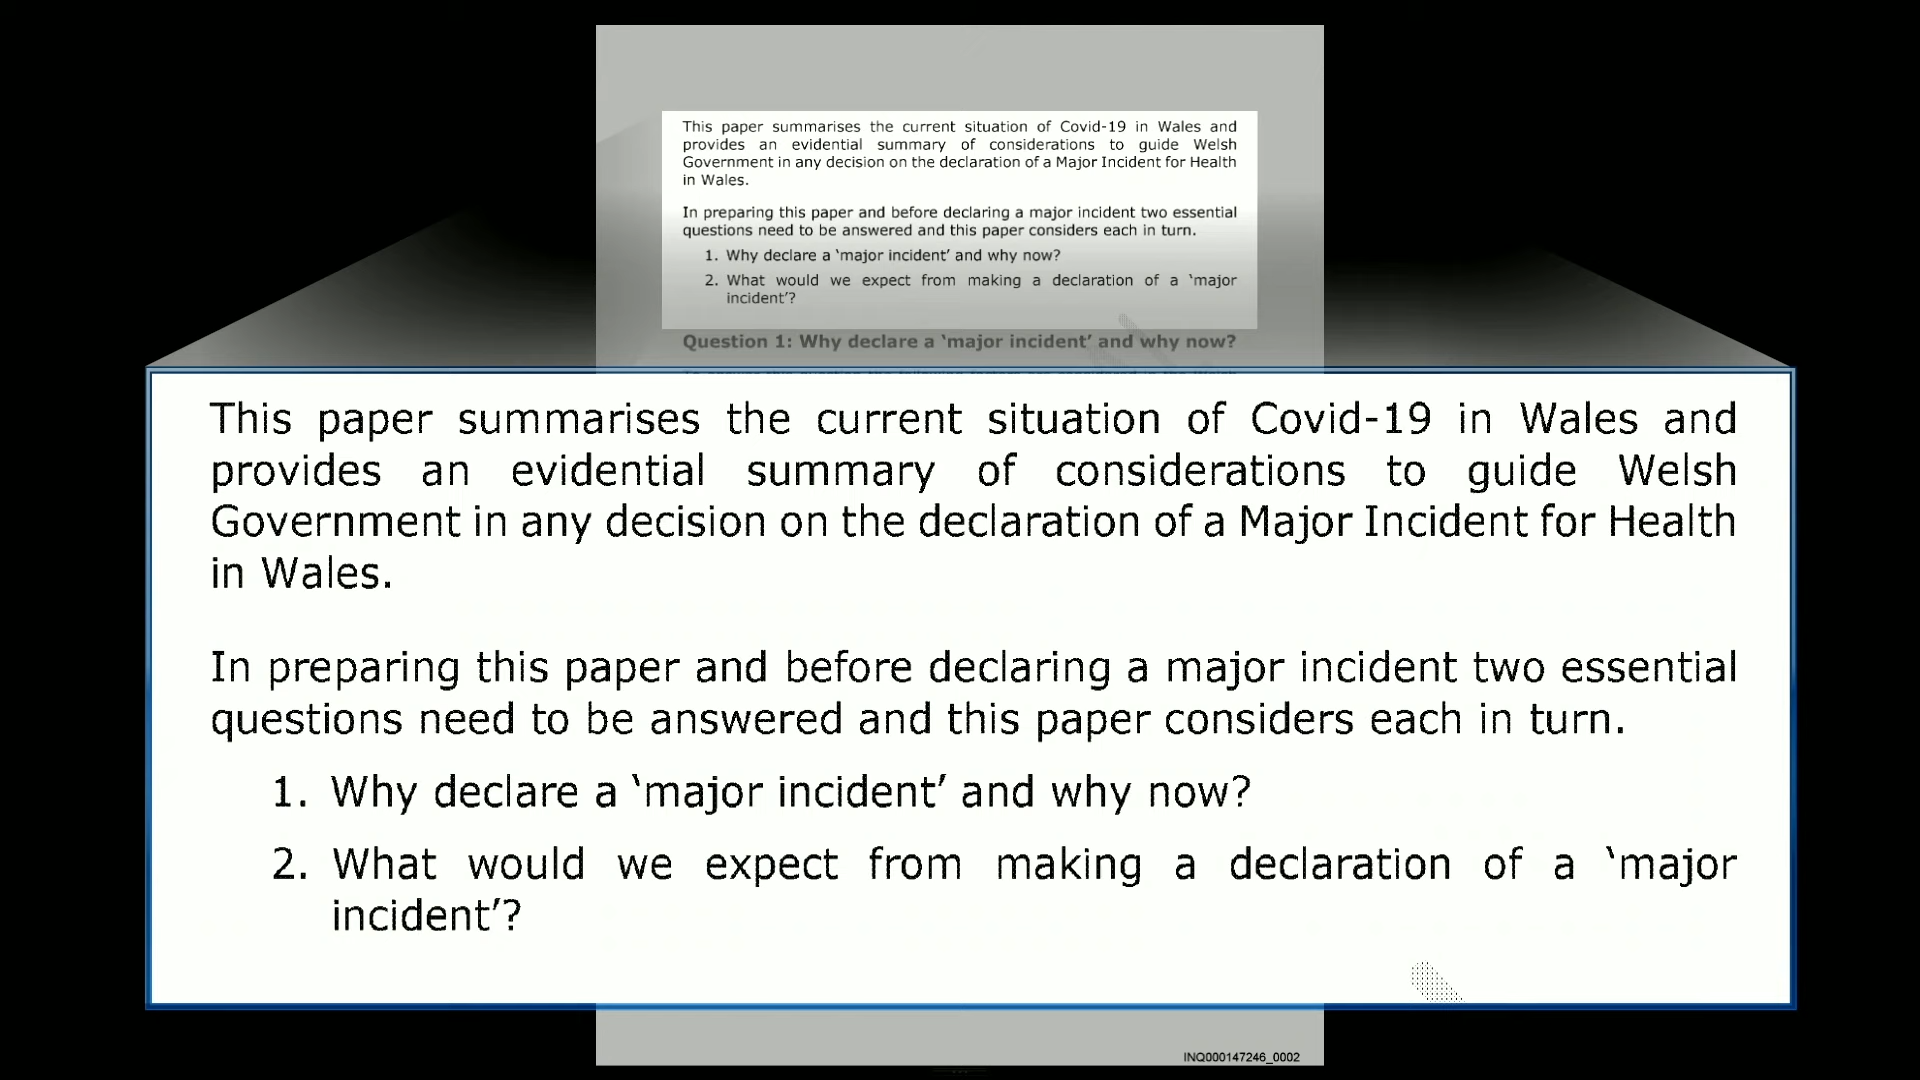 This paper summarises the current situation of Covid-19 in Wales and
provides an evidential summary of considerations to guide Welsh
Government in any decision on the declaration of a Major Incident for Health
in Wales.
In preparing this paper and before declaring a major incident two essential
questions need to be answered and this paper considers each in turn.
1. Why declare a ‘major incident’ and why now?
2. What would we expect from making a declaration of a ‘major
incident’?
Question 1: Why declare a ‘major incident’ and why now?
This paper summarises the current situation of Covid-19 in Wales and
provides an evidential summary of considerations to guide Welsh
Government in any decision on the declaration of a Major Incident for Health
in Wales.
In preparing this paper and before declaring a major incident two essential
questions need to be answered and this paper considers each in turn.
1. Why declare a ‘major incident’ and why now?
2. What would we expect from making a declaration of a ‘major
incident’?
INQ000147246_0002